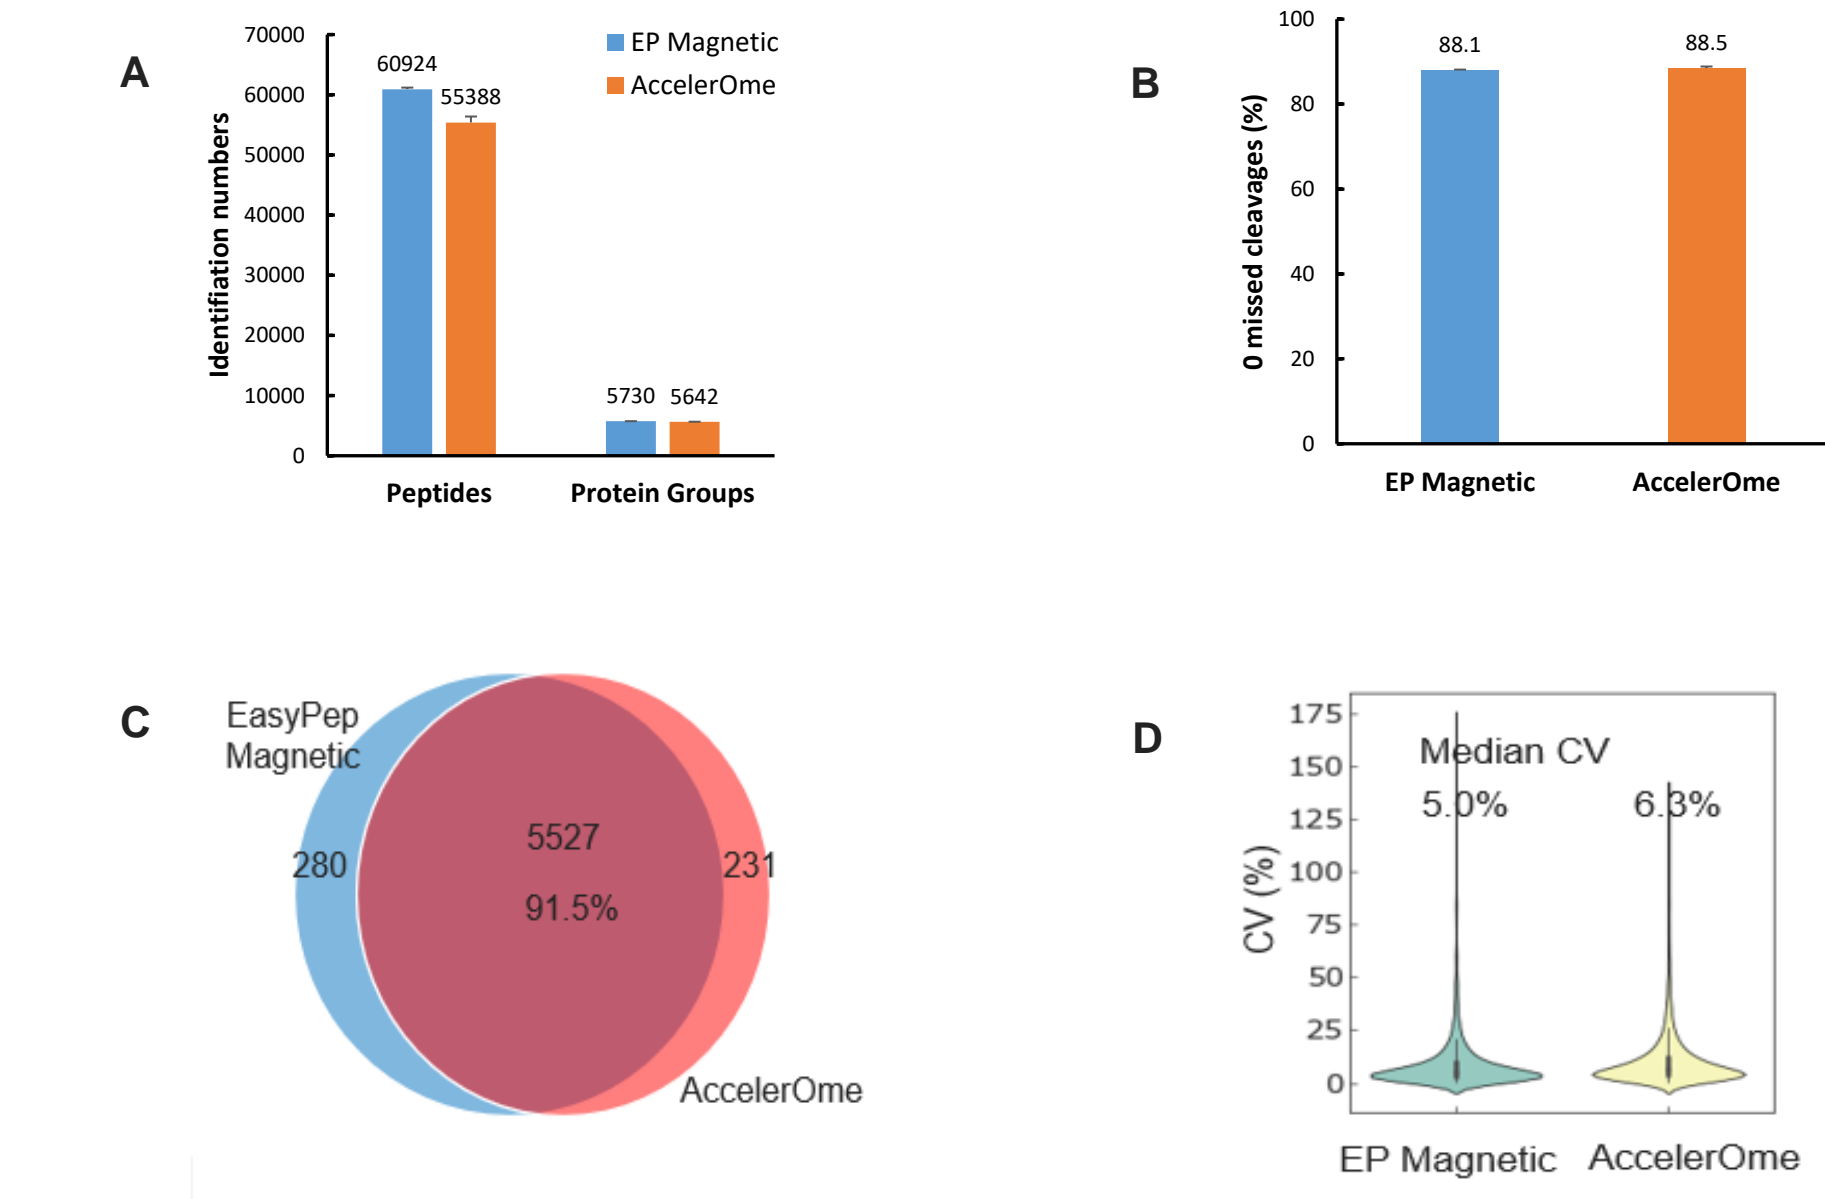 A
70000
60000
50000
40000
30000
20000
10000
0
Identifiation numbers
60924
55388
5730
5642
EP Magnetic
AccelerOme
Peptides
Protein Groups
B
100
80
60
40
20
0
0 missed cleavages (%)
88.1
88.5
EP Magnetic
AccelerOme
C
EasyPep
Magnetic
280
5527
91.5%
231
AccelerOme
D
175
150
125
100
75
50
25
0
CV (%)
Median CV
5.0%
6.3%
EP Magnetic
AccelerOme